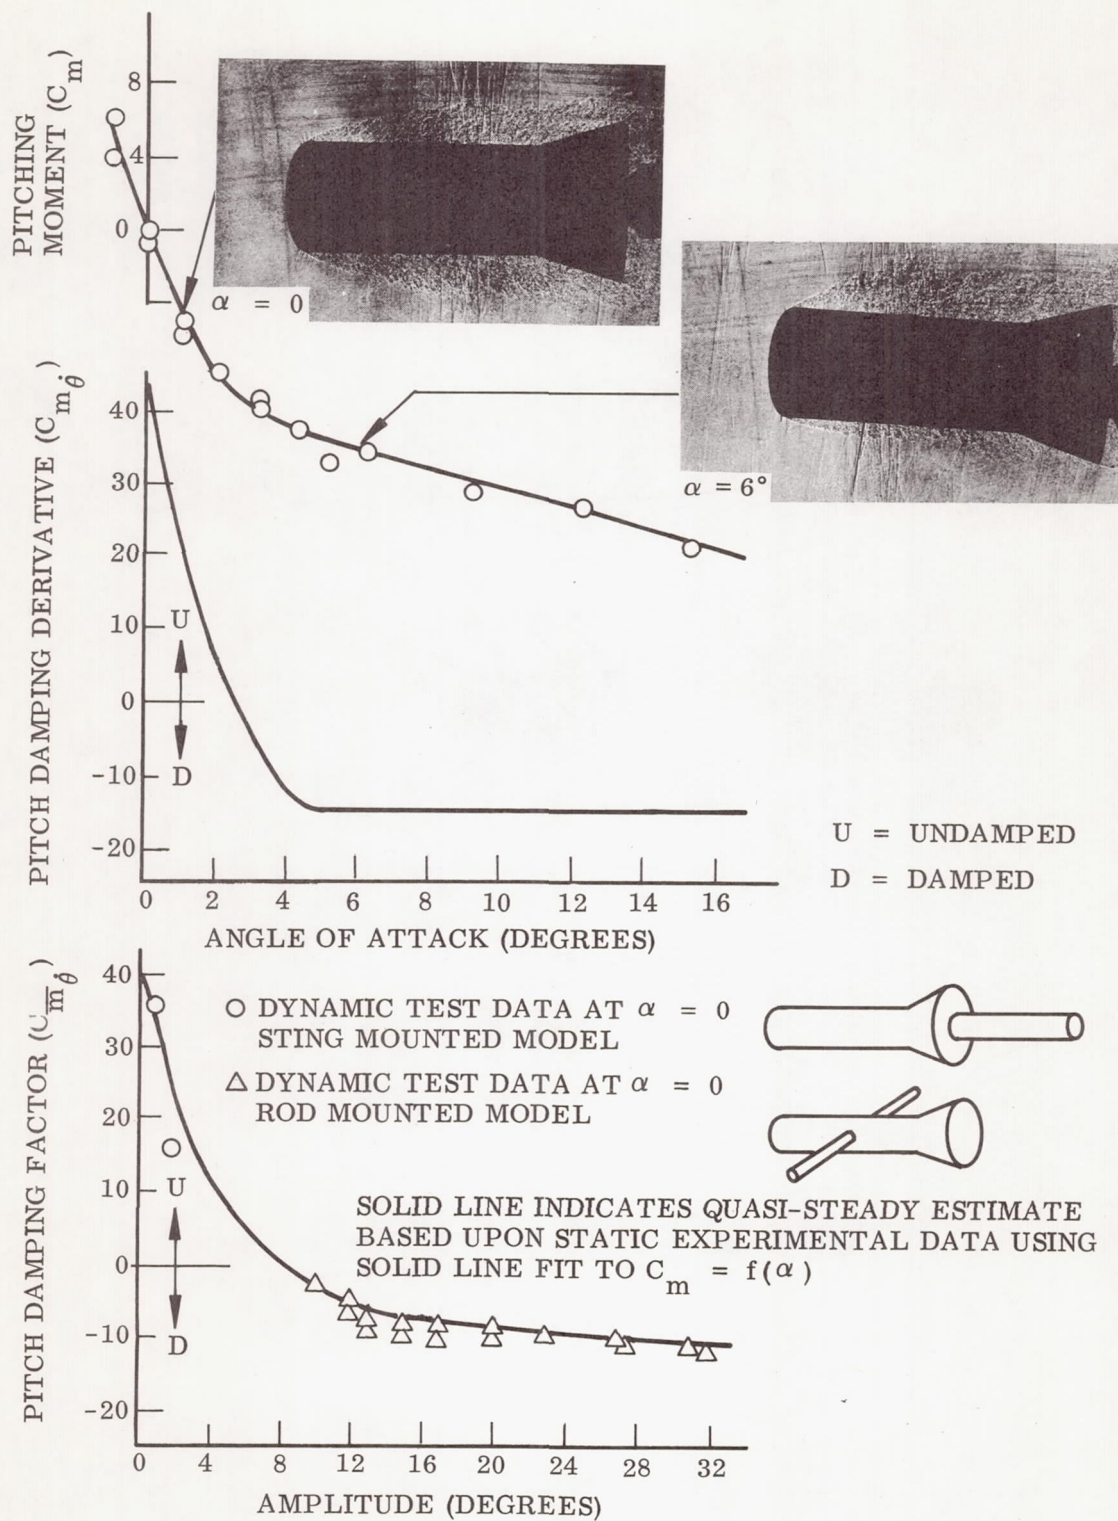 PITCHING
MOMENT (C_m)
8
4
0
α = 0
α = 6°
PITCH DAMPING DERIVATIVE (C_m_θ̇)
40
30
20
10
0
-10
-20
U
D
U = UNDAMPED
D = DAMPED
0 2 4 6 8 10 12 14 16
ANGLE OF ATTACK (DEGREES)
PITCH DAMPING FACTOR (C_m̅_θ̇)
40
30
20
10
0
-10
-20
U
D
○ DYNAMIC TEST DATA AT α = 0
STING MOUNTED MODEL
△ DYNAMIC TEST DATA AT α = 0
ROD MOUNTED MODEL
SOLID LINE INDICATES QUASI-STEADY ESTIMATE
BASED UPON STATIC EXPERIMENTAL DATA USING
SOLID LINE FIT TO C_m = f(α)
0 4 8 12 16 20 24 28 32
AMPLITUDE (DEGREES)